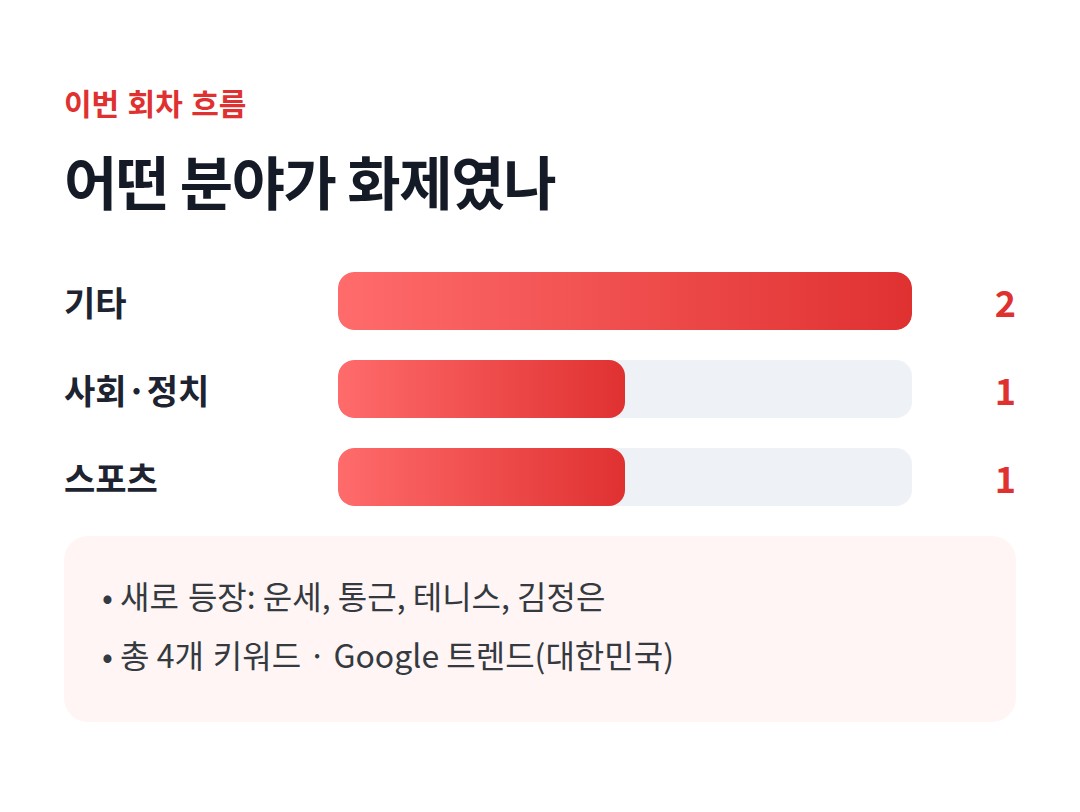 이번 회차 흐름
어떤 분야가 화제였나
기타 2
사회·정치 1
스포츠 1
• 새로 등장: 운세, 통근, 테니스, 김정은
• 총 4개 키워드 · Google 트렌드(대한민국)